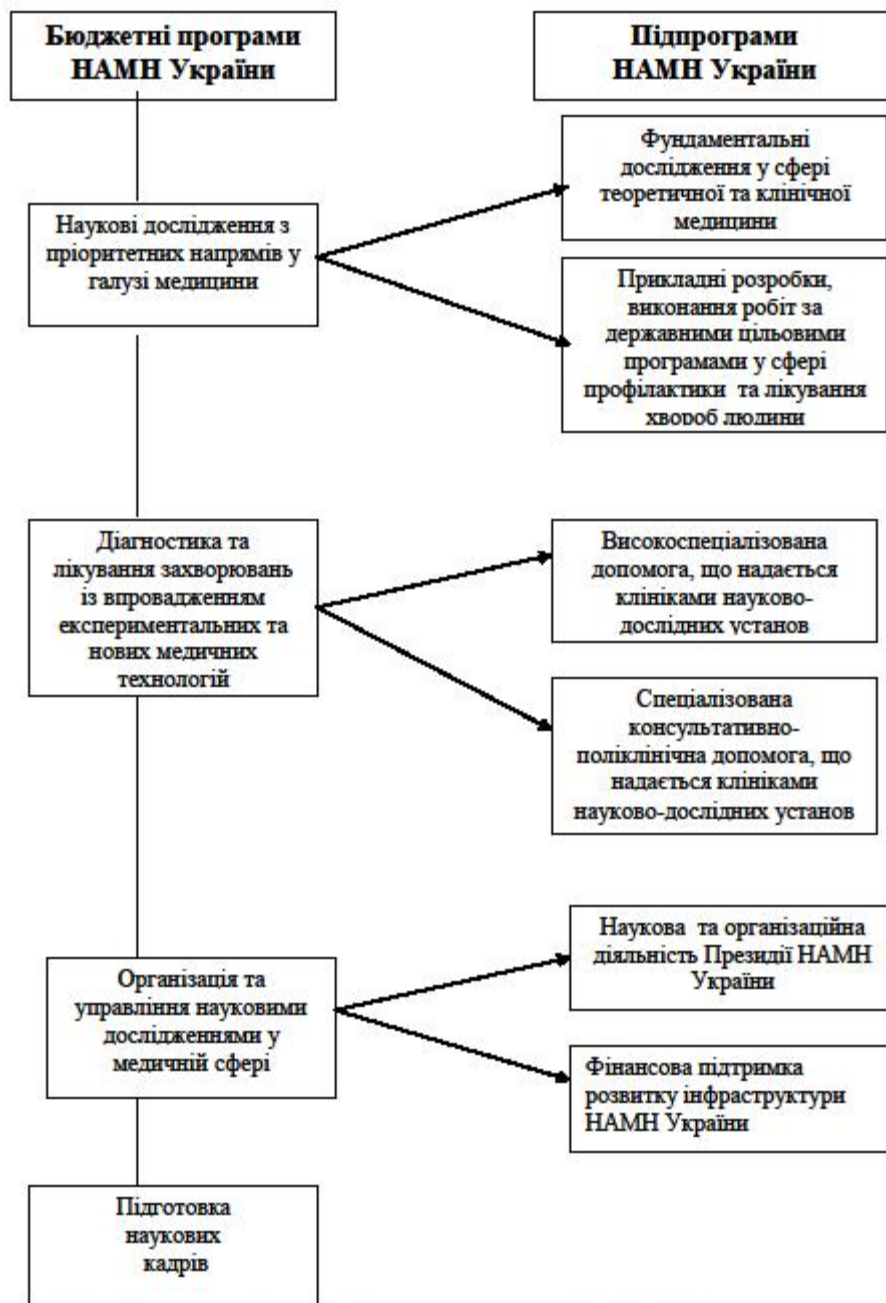 Бюджетні програми
НАМН України
Підпрограми
НАМН України
Наукові дослідження з
пріоритетних напрямів у
галузі медицини
Фундаментальні
дослідження у сфері
теоретичної та клінічної
медицини
Прикладні розробки,
виконання робіт за
державними цільовими
програмами у сфері
профілактики та лікування
хвороб людини
Діагностика та
лікування захворювань
із впровадженням
експериментальних та
нових медичних
технологій
Високоспеціалізована
допомога, що надається
клініками науково-
дослідних установ
Спеціалізована
консультативно-
поліклінічна допомога, що
надається клініками
науково-дослідних установ
Організація та
управління науковими
дослідженнями у
медичній сфері
Наукова та організаційна
діяльність Президії НАМН
України
Фінансова підтримка
розвитку інфраструктури
НАМН України
Підготовка
наукових
кадрів